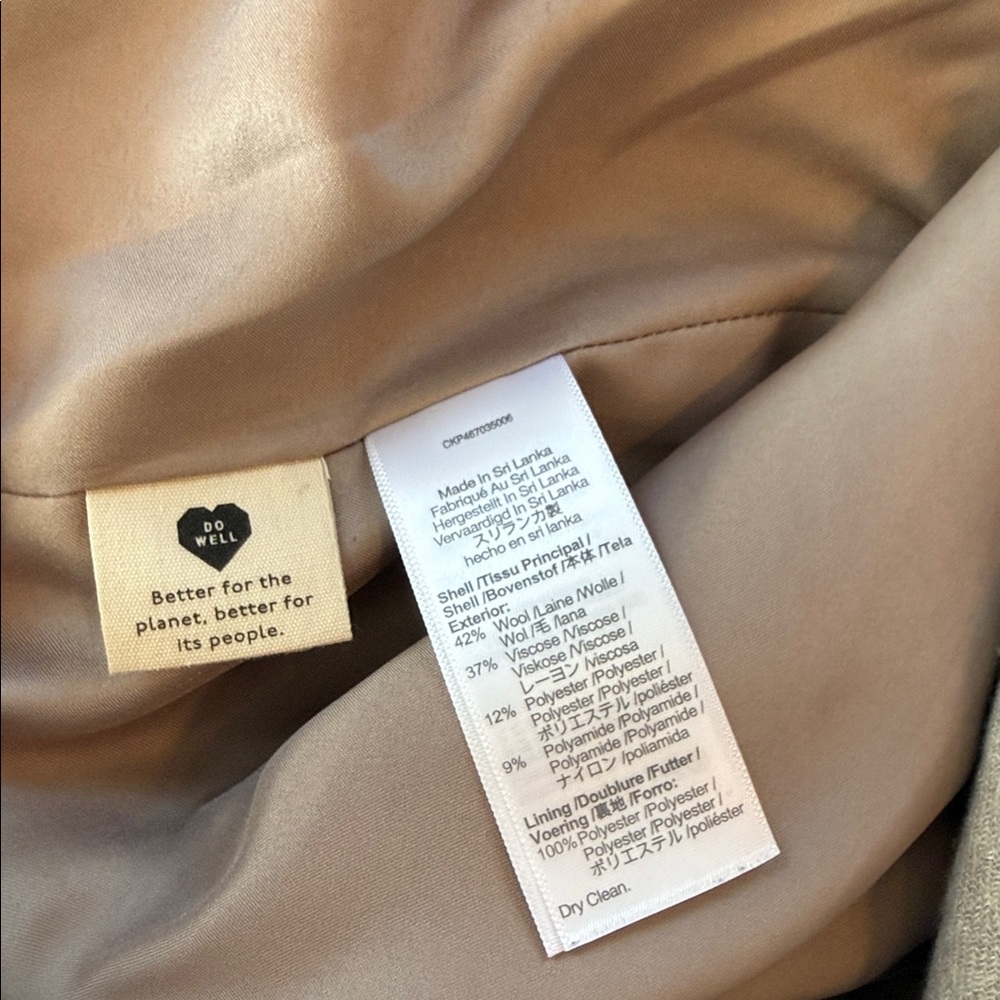 DO
WELL
Better for the
planet, better for
its people.
CKP467035006
Made In Sri Lanka
Fabriqué Au Sri Lanka
Hergestellt In Sri Lanka
Vervaardigd In Sri Lanka
スリランカ製
hecho en sri lanka
Shell /Tissu Principal /
Shell /Bovenstof /本体 /Tela
Exterior:
42% Wool /Laine /Wolle /
Wol /毛 /lana
37% Viscose /Viscose /
Viskose /Viscose /
レーヨン /viscosa
12% Polyester /Polyester /
Polyester /Polyester /
ポリエステル /poliéster
9% Polyamide /Polyamide /
Polyamide /Polyamide /
ナイロン /poliamida
Lining /Doublure /Futter /
Voering /裏地 /Forro:
100% Polyester /Polyester /
Polyester /Polyester /
ポリエステル /poliéster
Dry Clean.